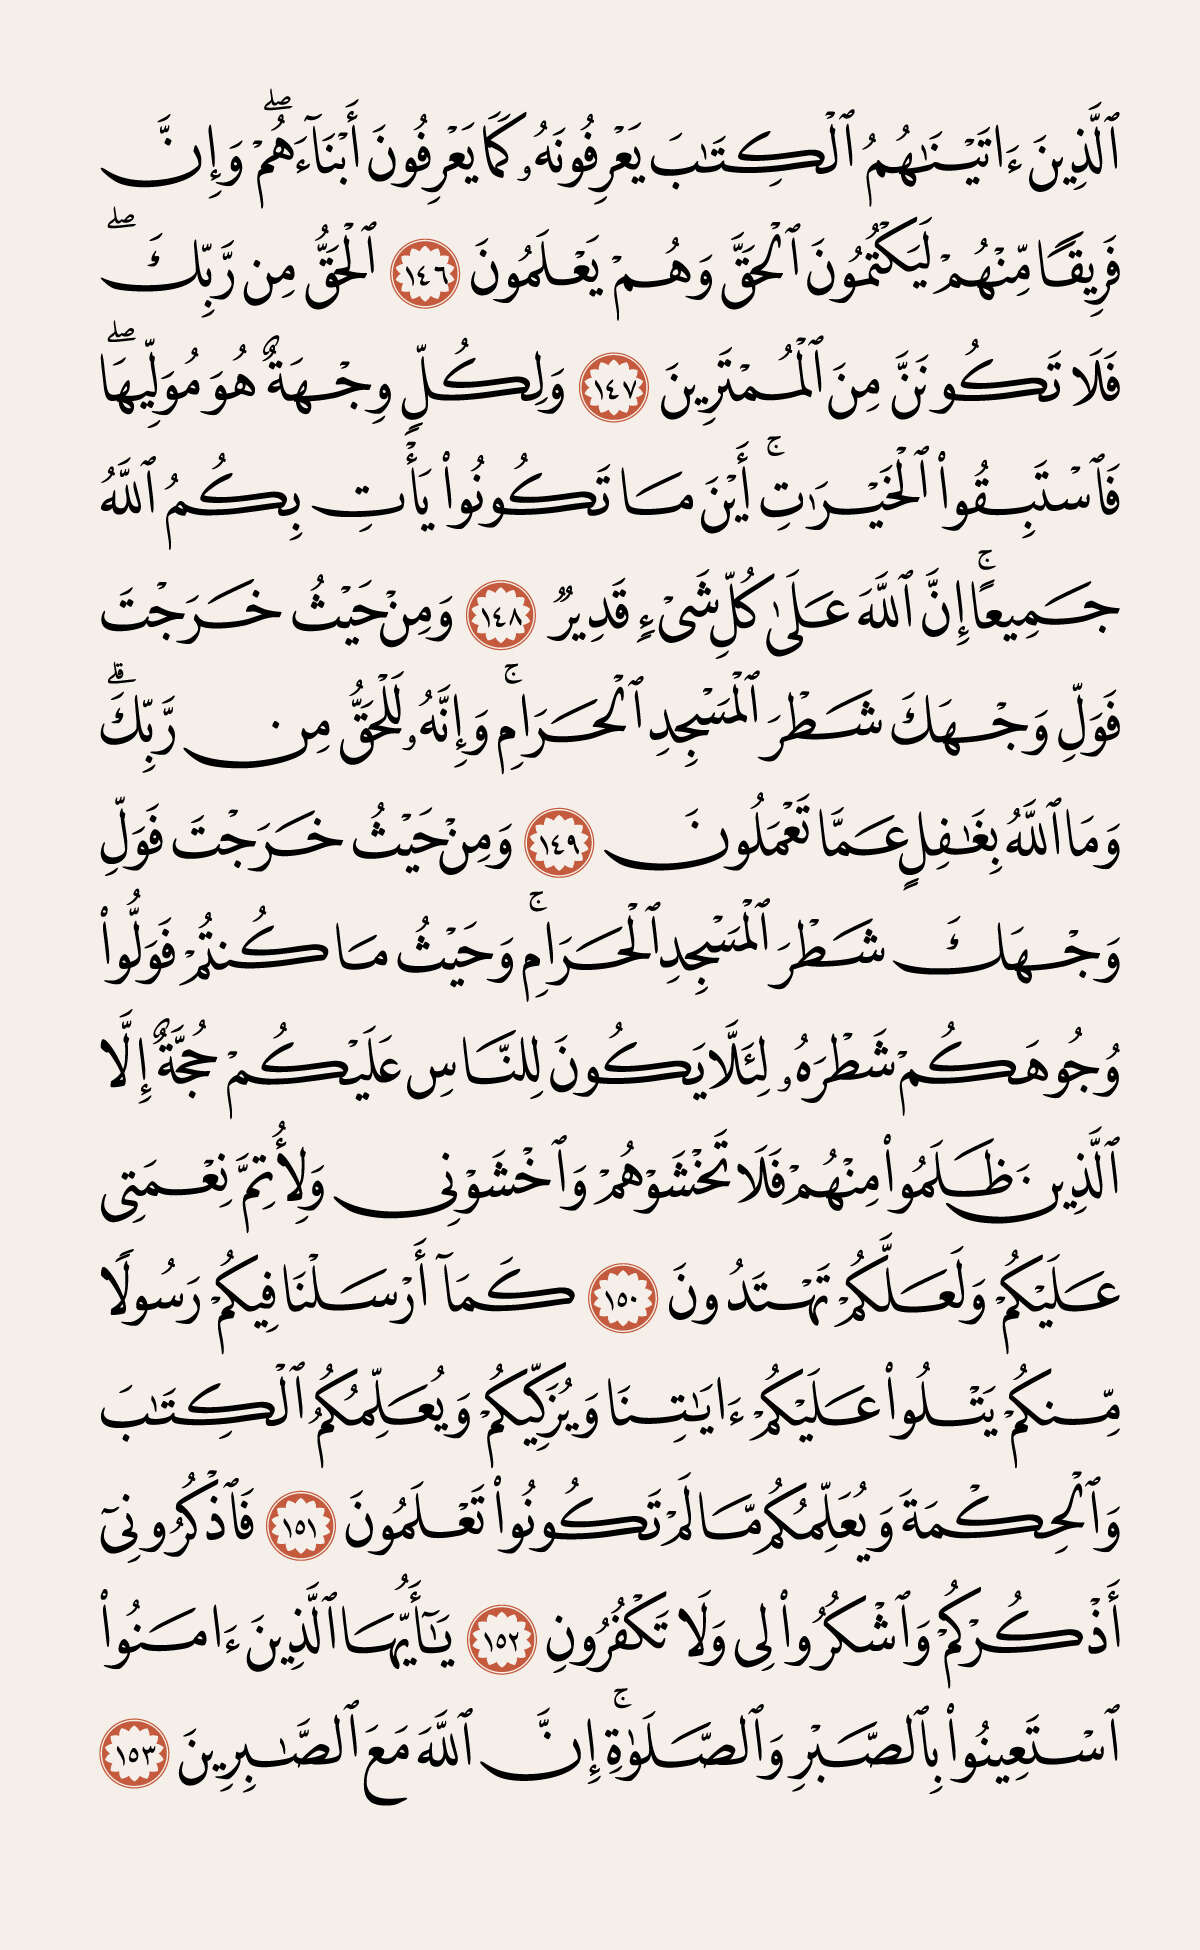 ٱلَّذِينَ ءَاتَيْنَـٰهُمُ ٱلْكِتَـٰبَ يَعْرِفُونَهُۥ كَمَا يَعْرِفُونَ أَبْنَآءَهُمْ ۖ وَإِنَّ
فَرِيقًا مِّنْهُمْ لَيَكْتُمُونَ ٱلْحَقَّ وَهُمْ يَعْلَمُونَ ١٤٦ ٱلْحَقُّ مِن رَّبِّكَ ۖ
فَلَا تَكُونَنَّ مِنَ ٱلْمُمْتَرِينَ ١٤٧ وَلِكُلٍّ وِجْهَةٌ هُوَ مُوَلِّيهَا ۖ
فَٱسْتَبِقُوا۟ ٱلْخَيْرَٰتِ ۚ أَيْنَ مَا تَكُونُوا۟ يَأْتِ بِكُمُ ٱللَّهُ
جَمِيعًا ۚ إِنَّ ٱللَّهَ عَلَىٰ كُلِّ شَىْءٍ قَدِيرٌ ١٤٨ وَمِنْ حَيْثُ خَرَجْتَ
فَوَلِّ وَجْهَكَ شَطْرَ ٱلْمَسْجِدِ ٱلْحَرَامِ ۚ وَإِنَّهُۥ لَلْحَقُّ مِن رَّبِّكَ ۗ
وَمَا ٱللَّهُ بِغَـٰفِلٍ عَمَّا تَعْمَلُونَ ١٤٩ وَمِنْ حَيْثُ خَرَجْتَ فَوَلِّ
وَجْهَكَ شَطْرَ ٱلْمَسْجِدِ ٱلْحَرَامِ ۚ وَحَيْثُ مَا كُنتُمْ فَوَلُّوا۟
وُجُوهَكُمْ شَطْرَهُۥ لِئَلَّا يَكُونَ لِلنَّاسِ عَلَيْكُمْ حُجَّةٌ إِلَّا
ٱلَّذِينَ ظَلَمُوا۟ مِنْهُمْ فَلَا تَخْشَوْهُمْ وَٱخْشَوْنِى وَلِأُتِمَّ نِعْمَتِى
عَلَيْكُمْ وَلَعَلَّكُمْ تَهْتَدُونَ ١٥٠ كَمَآ أَرْسَلْنَا فِيكُمْ رَسُولًا
مِّنكُمْ يَتْلُوا۟ عَلَيْكُمْ ءَايَـٰتِنَا وَيُزَكِّيكُمْ وَيُعَلِّمُكُمُ ٱلْكِتَـٰبَ
وَٱلْحِكْمَةَ وَيُعَلِّمُكُم مَّا لَمْ تَكُونُوا۟ تَعْلَمُونَ ١٥١ فَٱذْكُرُونِىٓ
أَذْكُرْكُمْ وَٱشْكُرُوا۟ لِى وَلَا تَكْفُرُونِ ١٥٢ يَـٰٓأَيُّهَا ٱلَّذِينَ ءَامَنُوا۟
ٱسْتَعِينُوا۟ بِٱلصَّبْرِ وَٱلصَّلَوٰةِ ۚ إِنَّ ٱللَّهَ مَعَ ٱلصَّـٰبِرِينَ ١٥٣